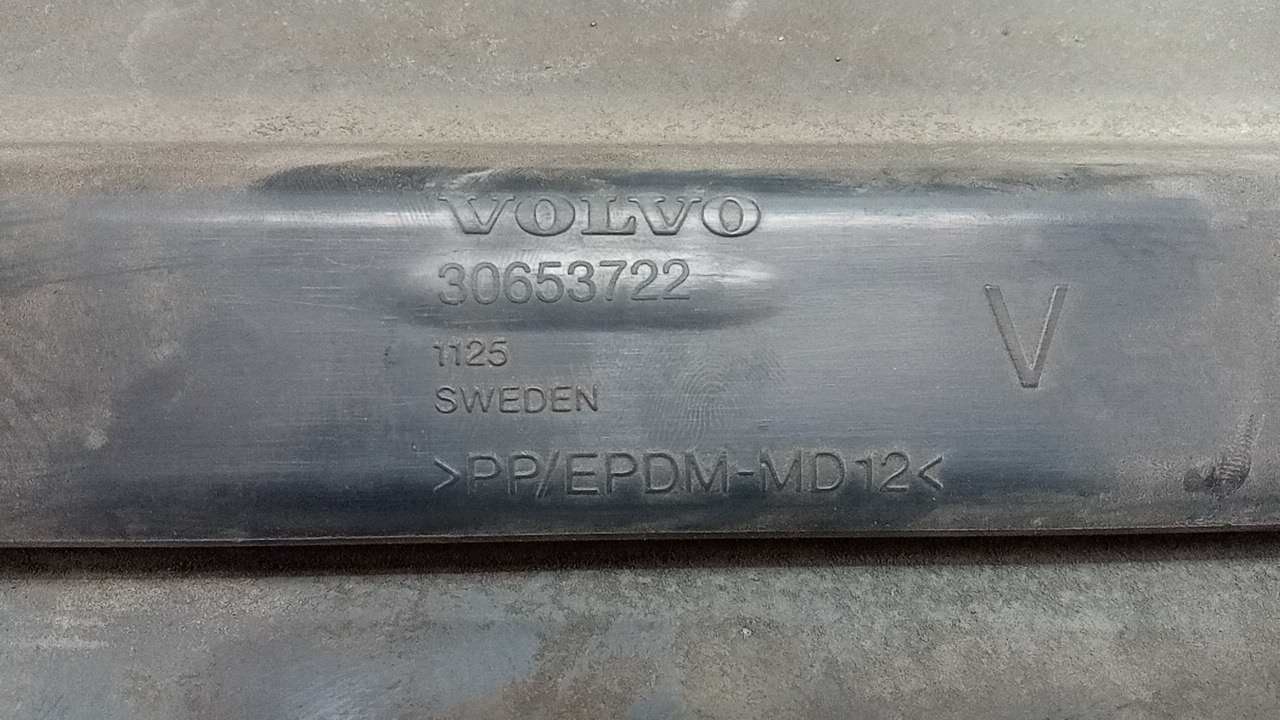 VOLVO
30653722
V
1125
SWEDEN
>PP/EPDM-MD12<